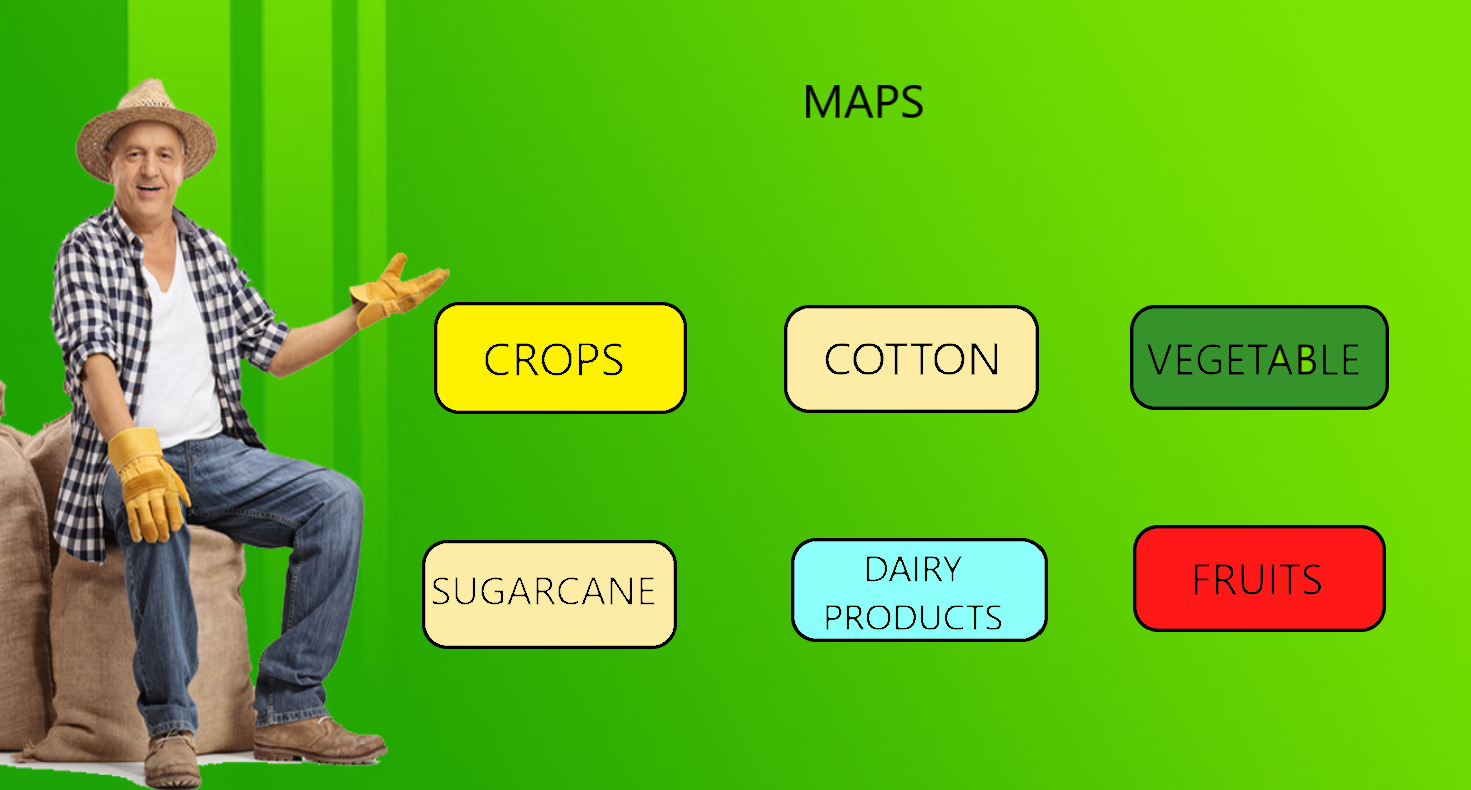 MAPS
CROPS
COTTON
VEGETABLE
SUGARCANE
DAIRY
PRODUCTS
FRUITS